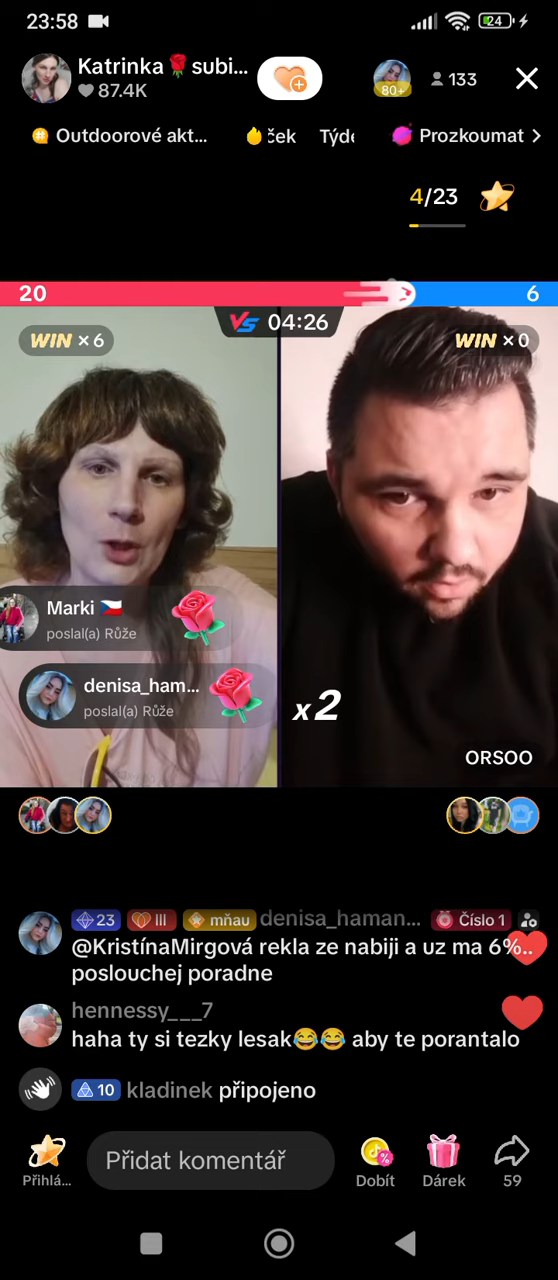 23:58
24
Katrinka🌹subi...
87.4K
80+
133
Outdoorové akt...
ček
Týde
Prozkoumat
4/23
20
6
VS 04:26
WIN × 6
WIN × 0
Marki 🇨🇿
poslal(a) Růže
denisa_ham...
poslal(a) Růže
x2
ORSOO
23 III mňau denisa_haman... Číslo 1
@KristínaMirgová rekla ze nabiji a uz ma 6%..
poslouchej poradne
hennessy___7
haha ty si tezky lesak😂😂 aby te porantalo
10 kladinek připojeno
Přidat komentář
Přihlá...
Dobít
Dárek
59